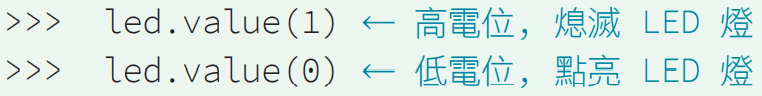 >>> led.value(1) ← 高電位, 熄滅 LED 燈
>>> led.value(0) ← 低電位, 點亮 LED 燈